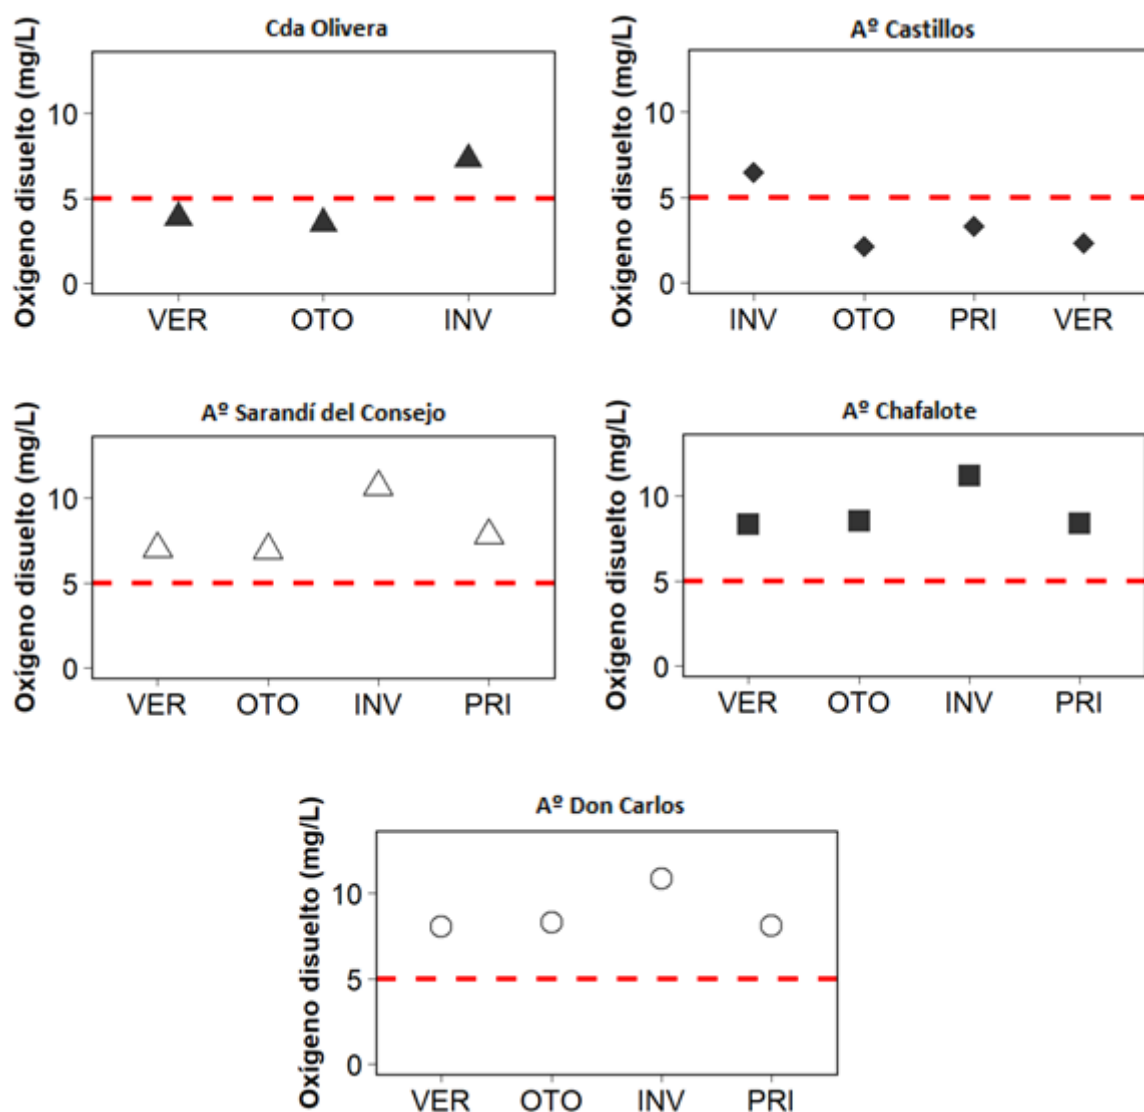 Cda Olivera
Oxígeno disuelto (mg/L)
10
5
0
VER OTO INV
Aº Castillos
Oxígeno disuelto (mg/L)
10
5
0
INV OTO PRI VER
Aº Sarandí del Consejo
Oxígeno disuelto (mg/L)
10
5
0
VER OTO INV PRI
Aº Chafalote
Oxígeno disuelto (mg/L)
10
5
0
VER OTO INV PRI
Aº Don Carlos
Oxígeno disuelto (mg/L)
10
5
0
VER OTO INV PRI